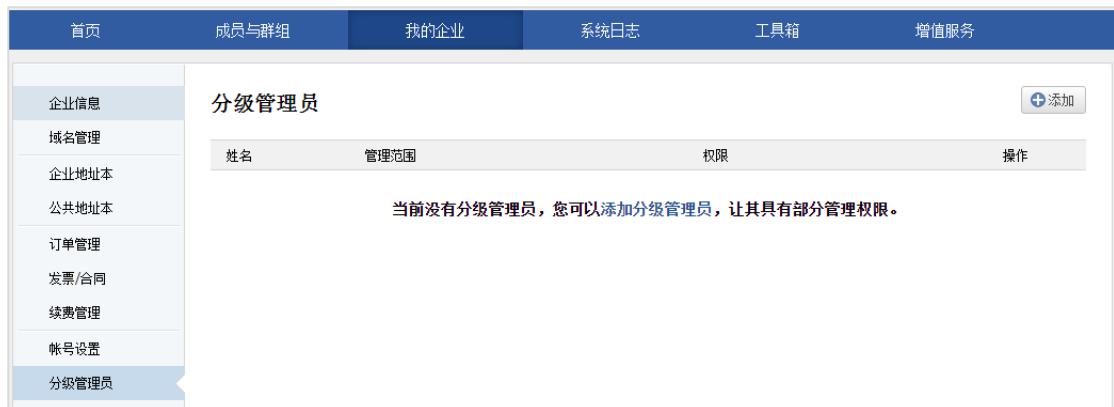 首页 成员与群组 我的企业 系统日志 工具箱 增值服务
企业信息
域名管理
企业地址本
公共地址本
订单管理
发票/合同
续费管理
帐号设置
分级管理员
分级管理员
添加
姓名 管理范围 权限 操作
当前没有分级管理员，您可以添加分级管理员，让其具有部分管理权限。